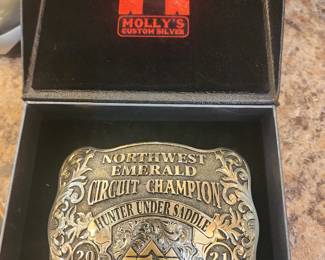 MOLLY'S
CUSTOM SILVER
NORTHWEST
EMERALD
CIRCUIT CHAMPION
HUNTER UNDER SADDLE
20 21